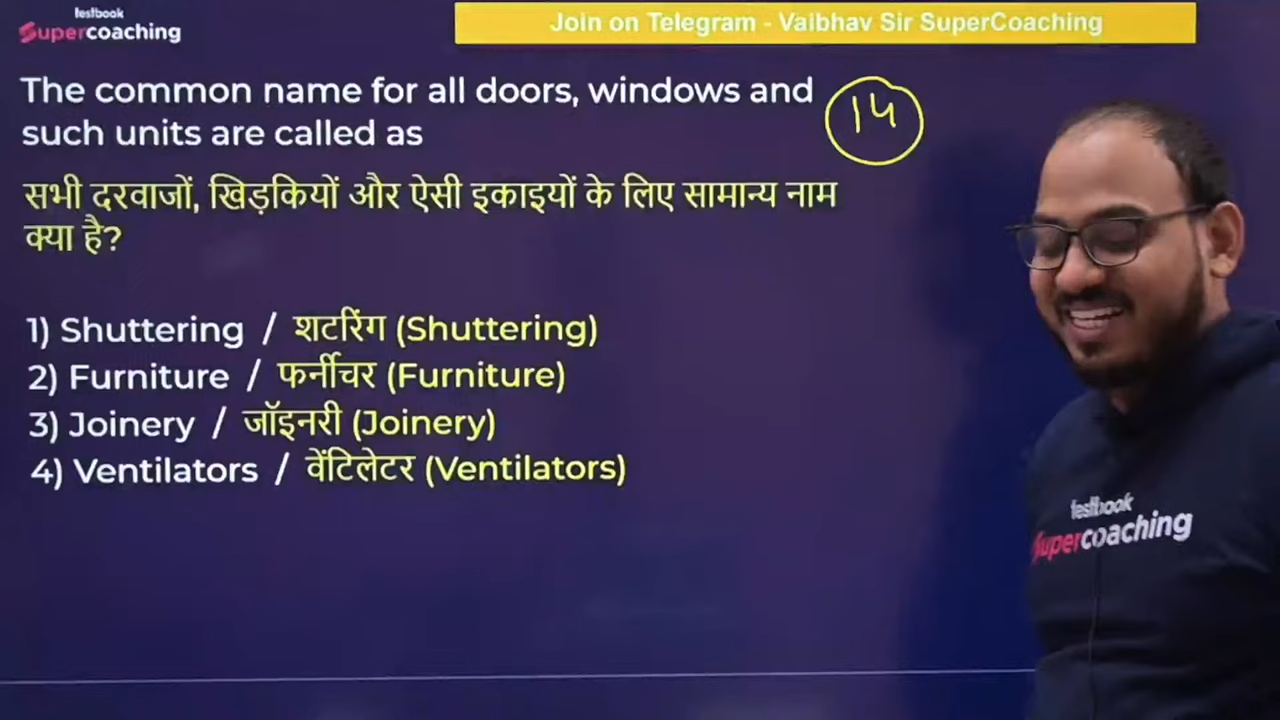 testbook
Supercoaching
Join on Telegram - Vaibhav Sir SuperCoaching
The common name for all doors, windows and
such units are called as
14
सभी दरवाजों, खिड़कियों और ऐसी इकाइयों के लिए सामान्य नाम
क्या है?
1) Shuttering / शटरिंग (Shuttering)
2) Furniture / फर्नीचर (Furniture)
3) Joinery / जॉइनरी (Joinery)
4) Ventilators / वेंटिलेटर (Ventilators)
testbook
Supercoaching